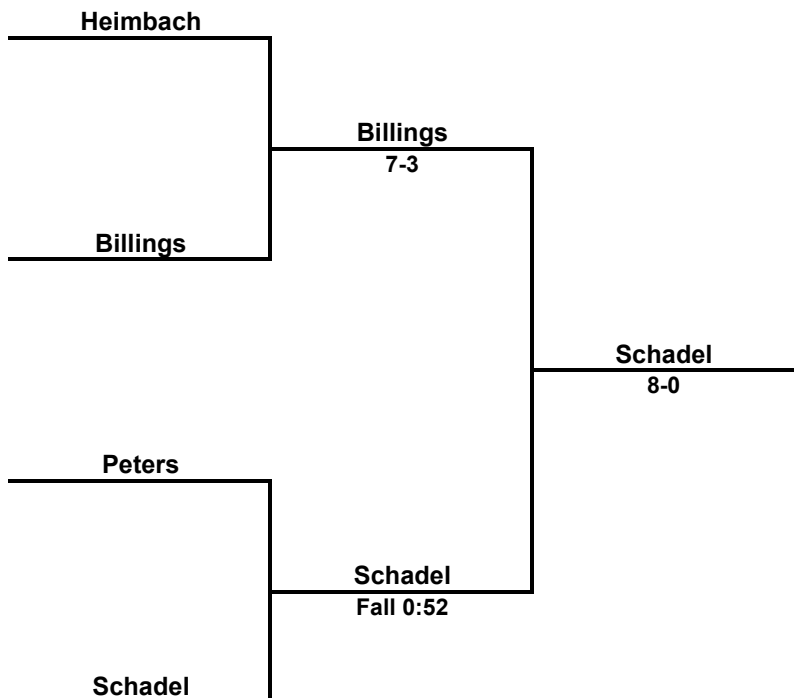 Heimbach
Billings
7-3
Billings
Schadel
8-0
Peters
Schadel
Fall 0:52
Schadel